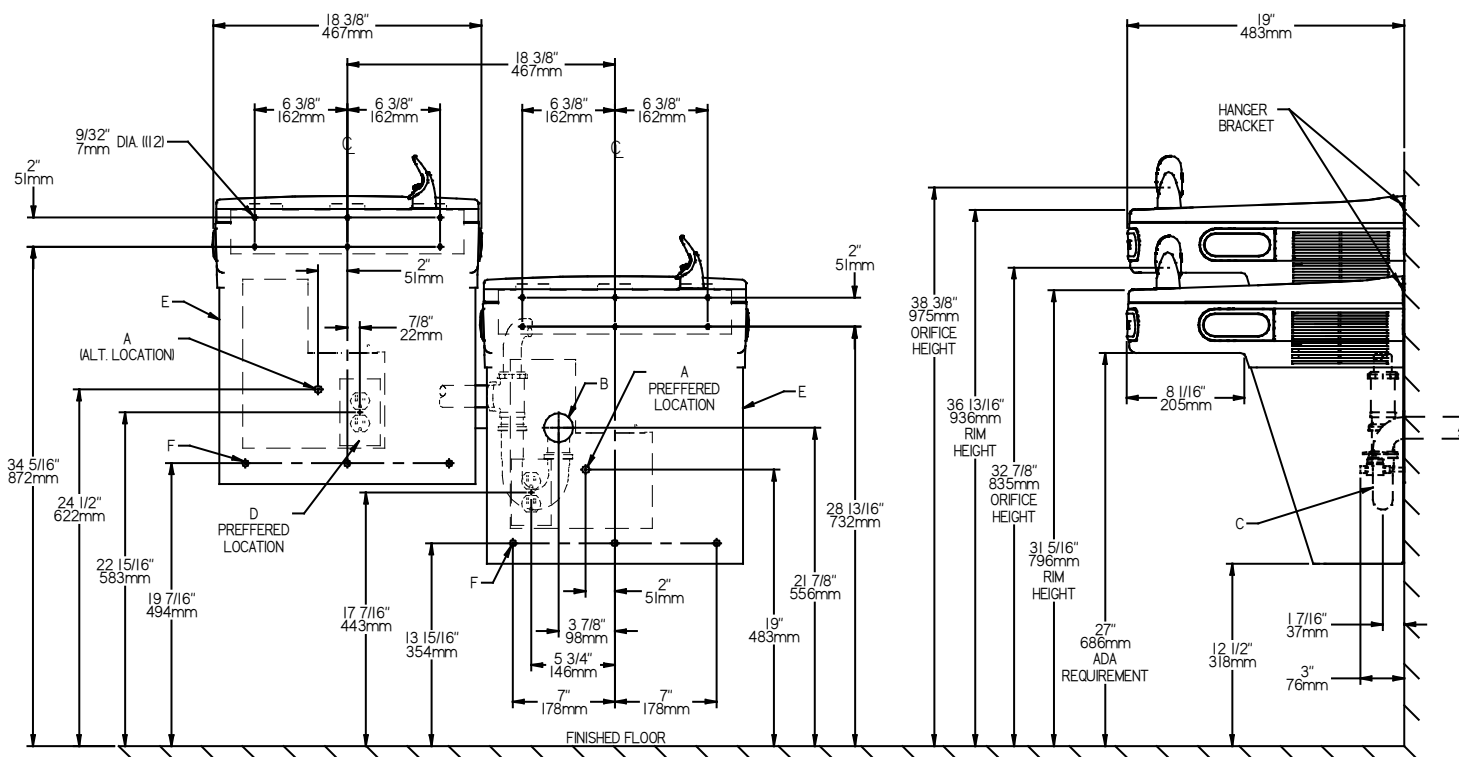 18 3/8"
467mm
18 3/8"
467mm
6 3/8"
162mm
6 3/8"
162mm
6 3/8"
162mm
6 3/8"
162mm
9/32"
7mm
DIA. (112)
2"
51mm
C
L
C
L
2"
51mm
2"
51mm
E
7/8"
22mm
A
(ALT. LOCATION)
B
A
PREFFERED
LOCATION
E
F
34 5/16"
872mm
24 1/2"
622mm
D
PREFFERED
LOCATION
22 15/16"
583mm
19 7/16"
494mm
17 7/16"
443mm
F
13 15/16"
354mm
28 13/16"
732mm
21 7/8"
556mm
2"
51mm
19"
483mm
3 7/8"
98mm
5 3/4"
146mm
7"
178mm
7"
178mm
FINISHED FLOOR
19"
483mm
HANGER
BRACKET
38 3/8"
975mm
ORIFICE
HEIGHT
36 13/16"
936mm
RIM
HEIGHT
32 7/8"
835mm
ORIFICE
HEIGHT
31 5/16"
796mm
RIM
HEIGHT
8 1/16"
205mm
27"
686mm
ADA
REQUIREMENT
C
12 1/2"
318mm
1 7/16"
37mm
3"
76mm